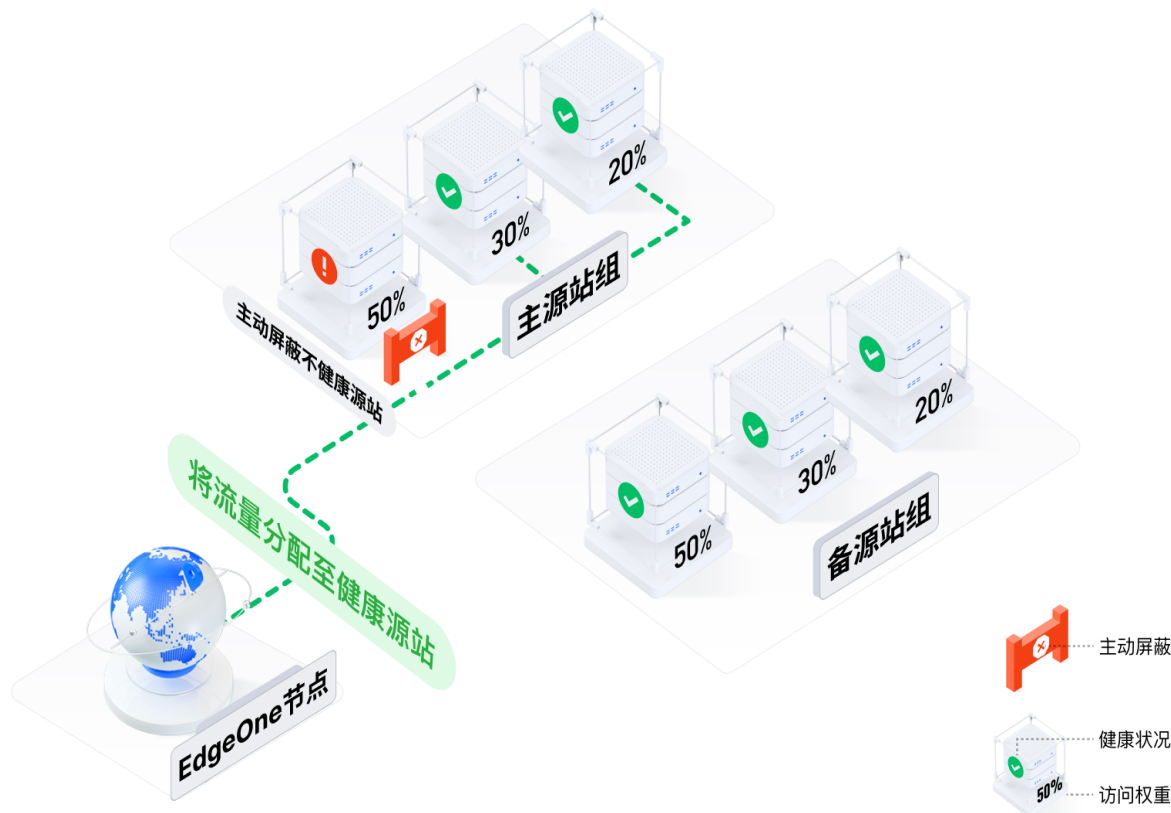 20%
30%
50%
主源站组
主动屏蔽不健康源站
20%
30%
50%
备源站组
将流量分配至健康源站
EdgeOne节点
主动屏蔽
健康状况
50%
访问权重